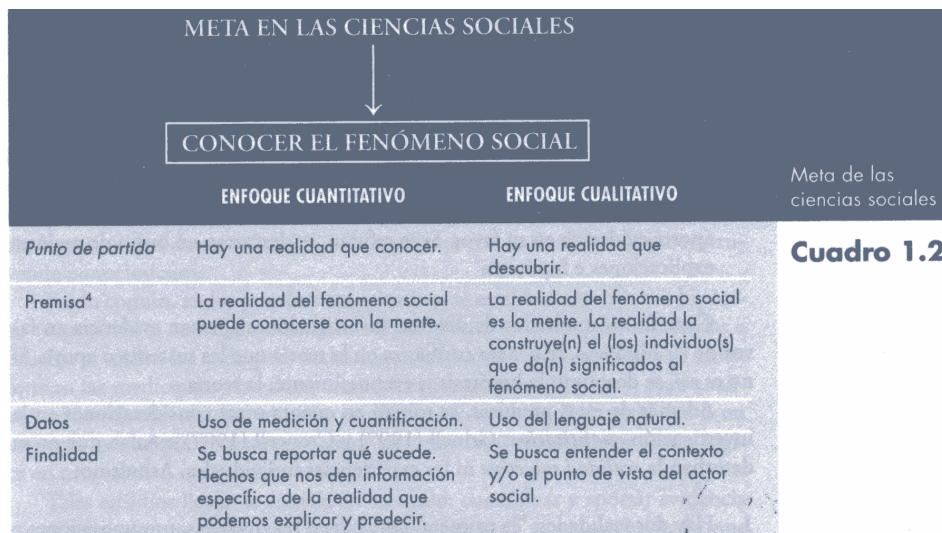 META EN LAS CIENCIAS SOCIALES
CONOCER EL FENÓMENO SOCIAL
ENFOQUE CUANTITATIVO
ENFOQUE CUALITATIVO
Punto de partida
Hay una realidad que conocer.
Hay una realidad que
descubrir.
Premisa⁴
La realidad del fenómeno social
puede conocerse con la mente.
La realidad del fenómeno social
es la mente. La realidad la
construye(n) el (los) individuo(s)
que da(n) significados al
fenómeno social.
Datos
Uso de medición y cuantificación.
Uso del lenguaje natural.
Finalidad
Se busca reportar qué sucede.
Hechos que nos den información
específica de la realidad que
podemos explicar y predecir.
Se busca entender el contexto
y/o el punto de vista del actor
social.
Meta de las
ciencias sociales
Cuadro 1.2